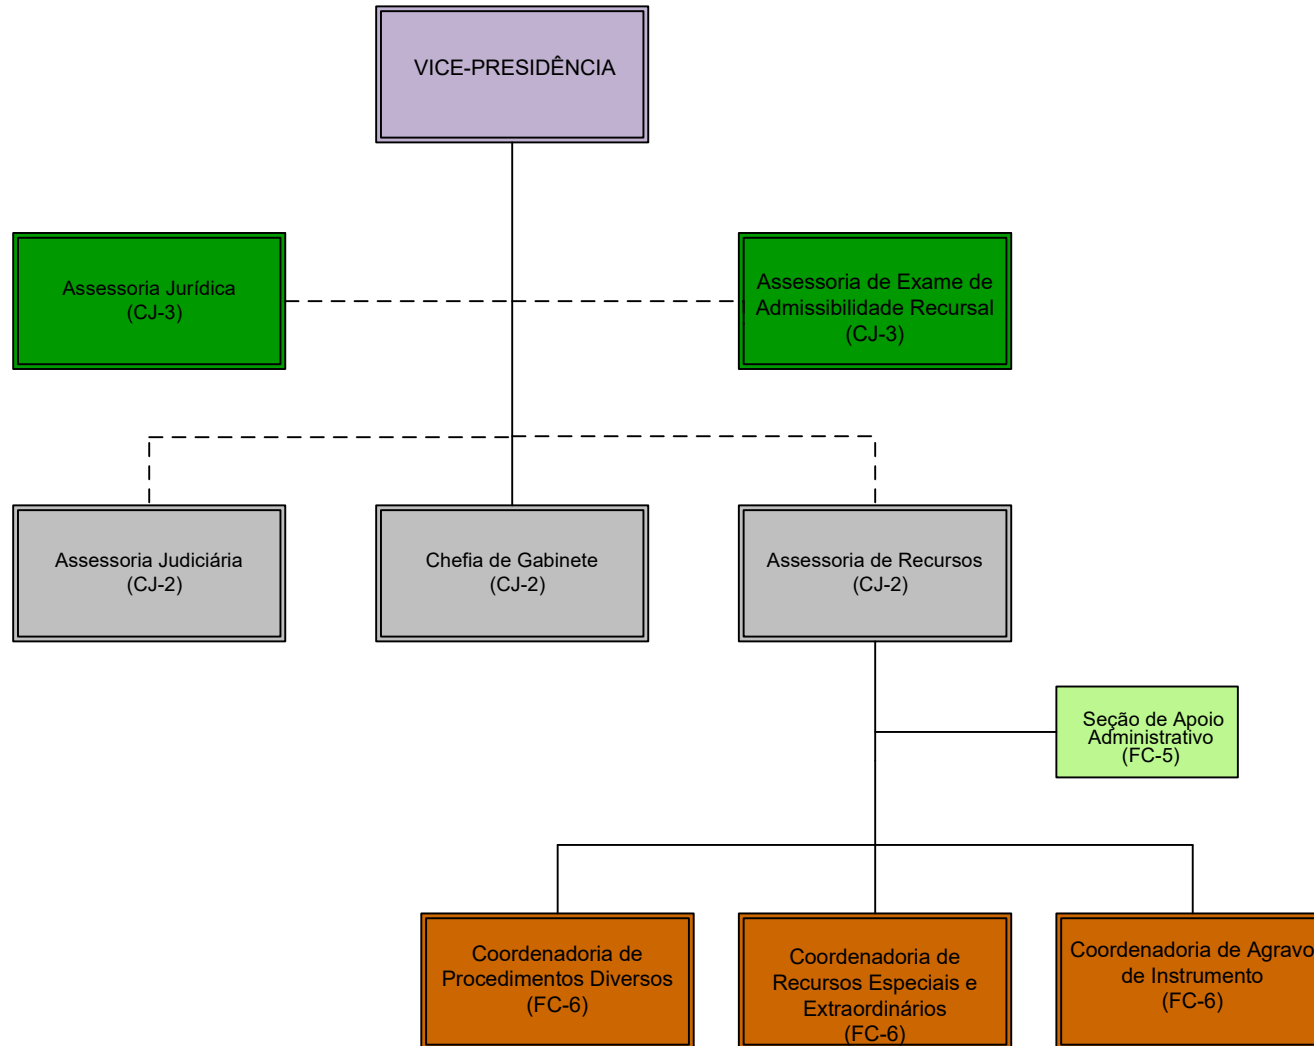 VICE-PRESIDÊNCIA
Assessoria Jurídica
(CJ-3)
Assessoria de Exame de
Admissibilidade Recursal
(CJ-3)
Assessoria Judiciária
(CJ-2)
Chefia de Gabinete
(CJ-2)
Assessoria de Recursos
(CJ-2)
Seção de Apoio
Administrativo
(FC-5)
Coordenadoria de
Procedimentos Diversos
(FC-6)
Coordenadoria de
Recursos Especiais e
Extraordinários
(FC-6)
Coordenadoria de Agravo
de Instrumento
(FC-6)